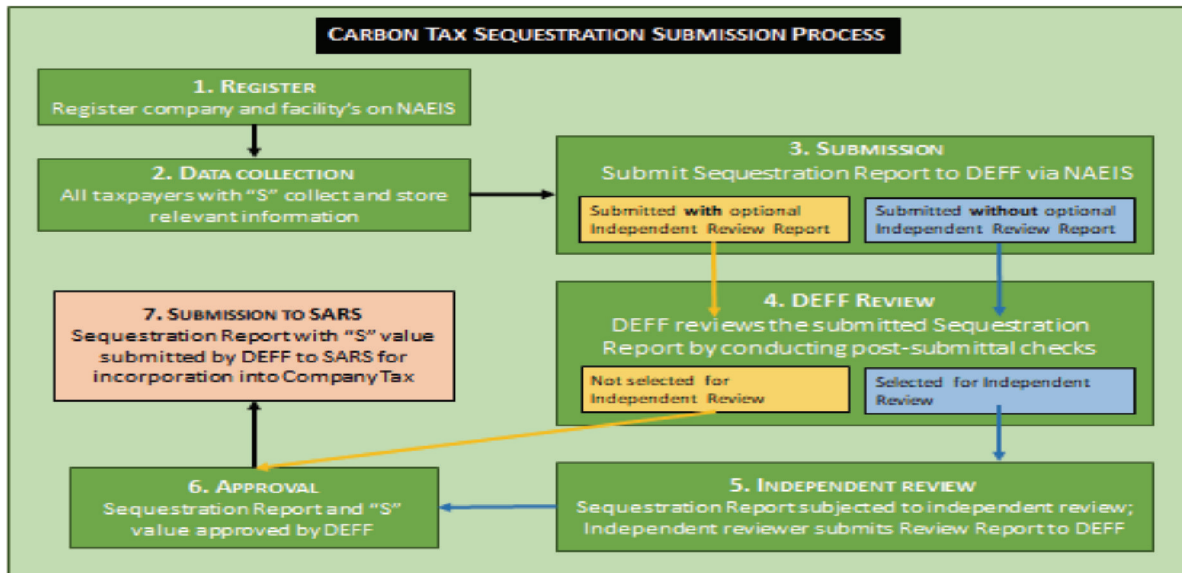 CARBON TAX SEQUESTRATION SUBMISSION PROCESS
1. REGISTER
Register company and facility's on NAEIS
2. DATA COLLECTION
All taxpayers with "S" collect and store
relevant information
3. SUBMISSION
Submit Sequestration Report to DEFF via NAEIS
Submitted with optional
Independent Review Report
Submitted without optional
Independent Review Report
4. DEFF REVIEW
DEFF reviews the submitted Sequestration
Report by conducting post-submittal checks
Not selected for
Independent Review
Selected for Independent
Review
5. INDEPENDENT REVIEW
Sequestration Report subjected to independent review;
Independent reviewer submits Review Report to DEFF
6. APPROVAL
Sequestration Report and "S"
value approved by DEFF
7. SUBMISSION TO SARS
Sequestration Report with "S" value
submitted by DEFF to SARS for
incorporation into Company Tax